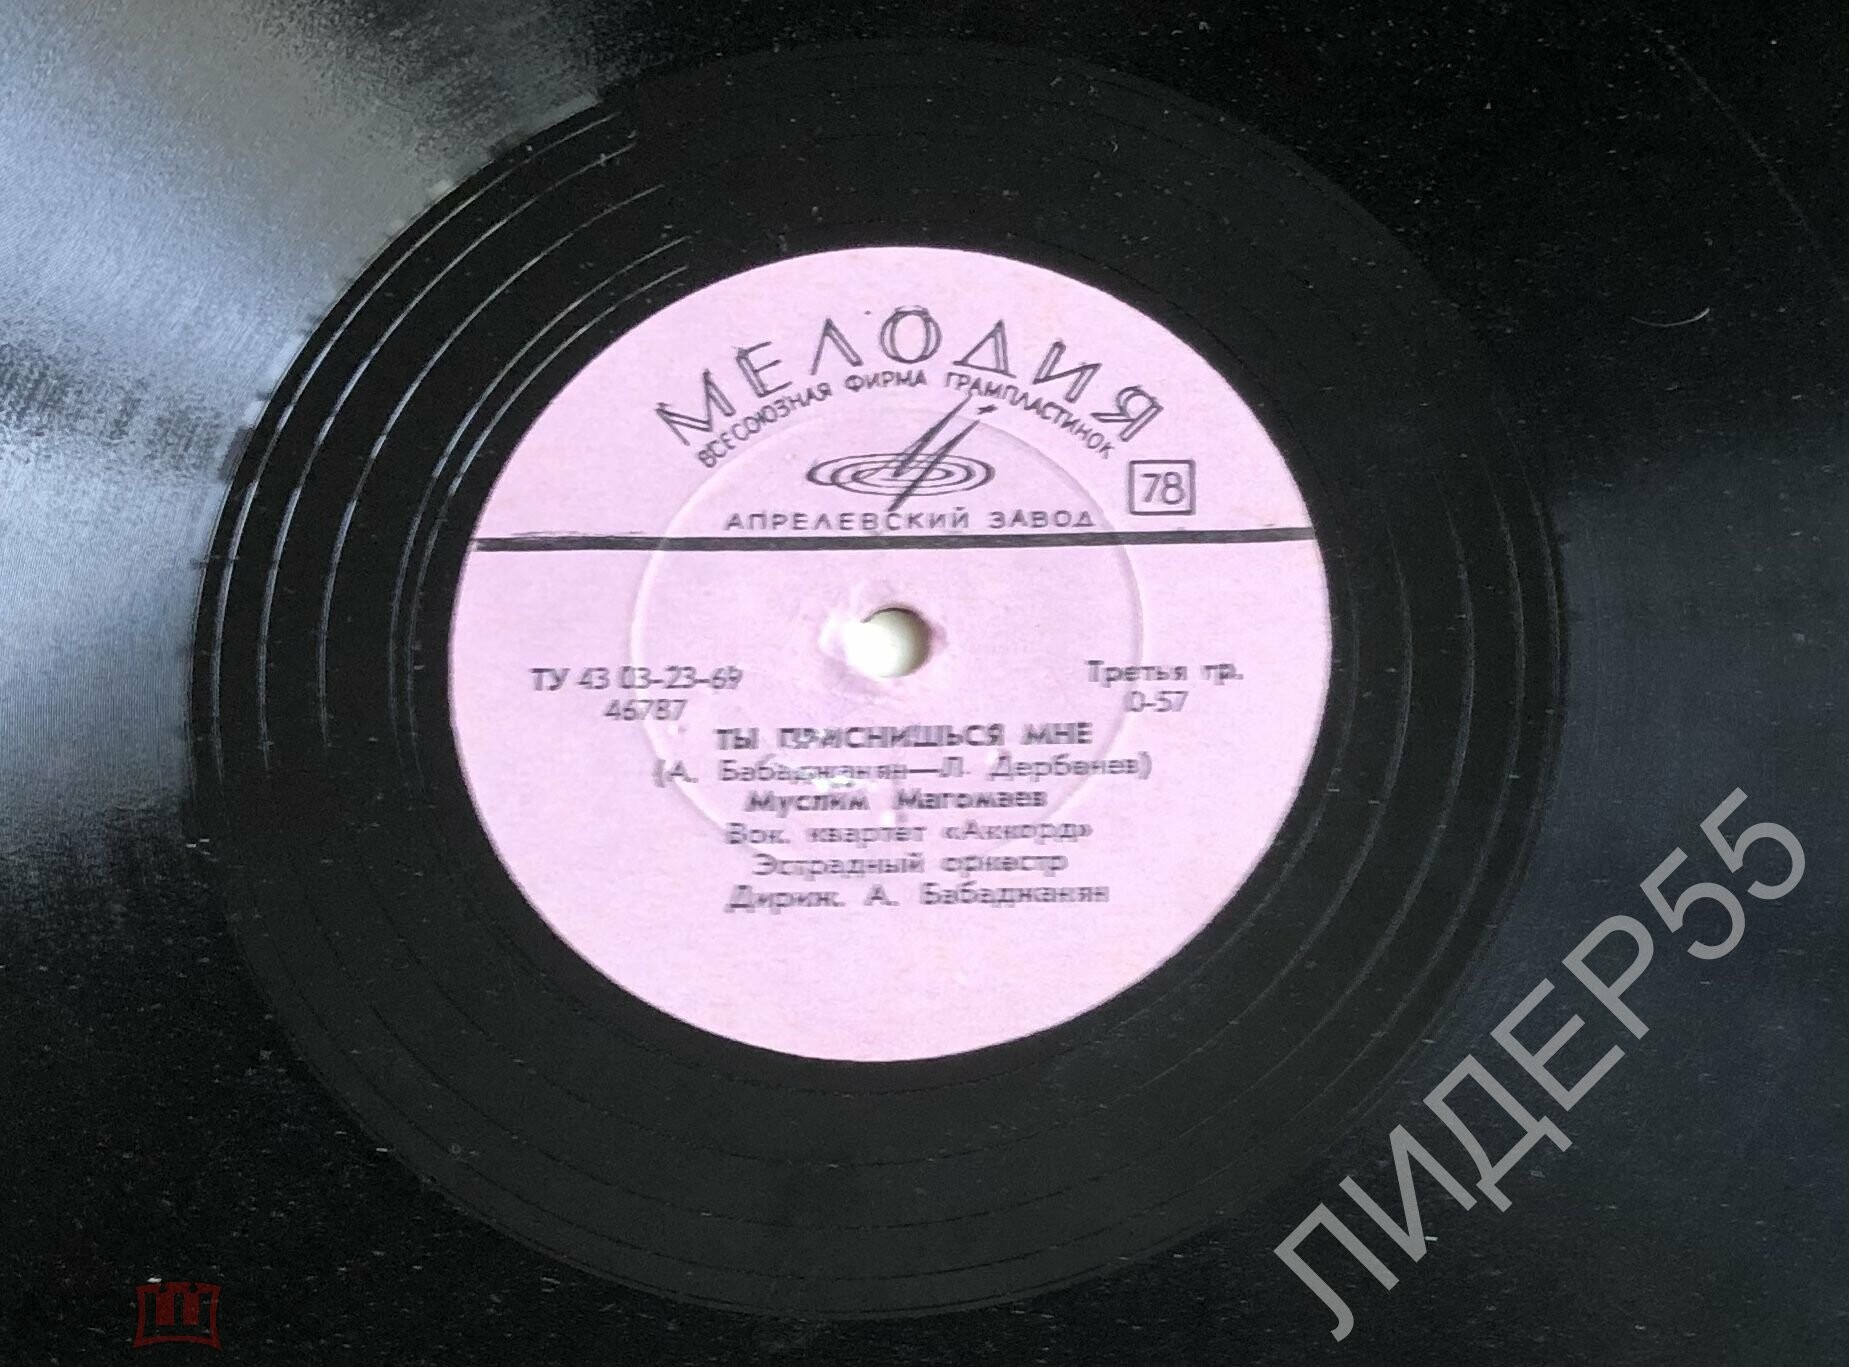 МЕЛОДИЯ
ВСЕСОЮЗНАЯ ФИРМА ГРАМПЛАСТИНОК
78
АПРЕЛЕВСКИЙ ЗАВОД
ТУ 43 03-23-69
Третья гр.
46787
0-57
ТЫ ПРИСНИШЬСЯ МНЕ
(А. Бабаджанян—Л. Дербенев)
Муслим Магомаев
Вок. квартет «Аккорд»
Эстрадный оркестр
Дириж. А. Бабаджанян
ЛИДЕР55